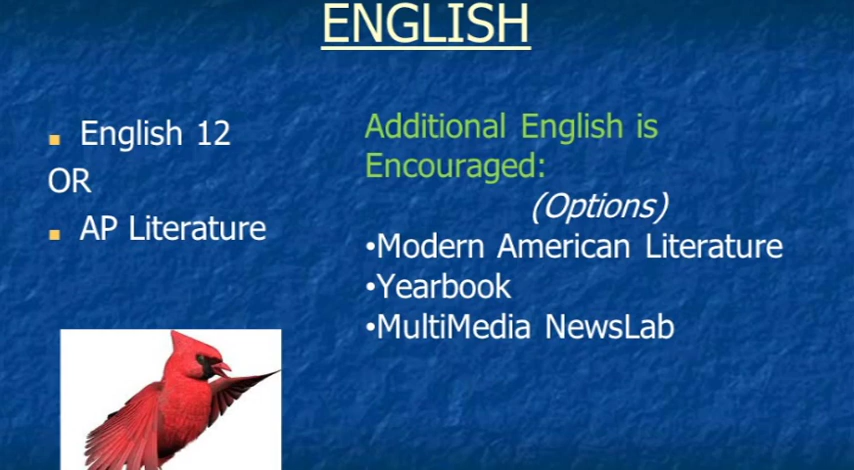 ENGLISH
▪ English 12
OR
▪ AP Literature
Additional English is
Encouraged:
(Options)
•Modern American Literature
•Yearbook
•MultiMedia NewsLab